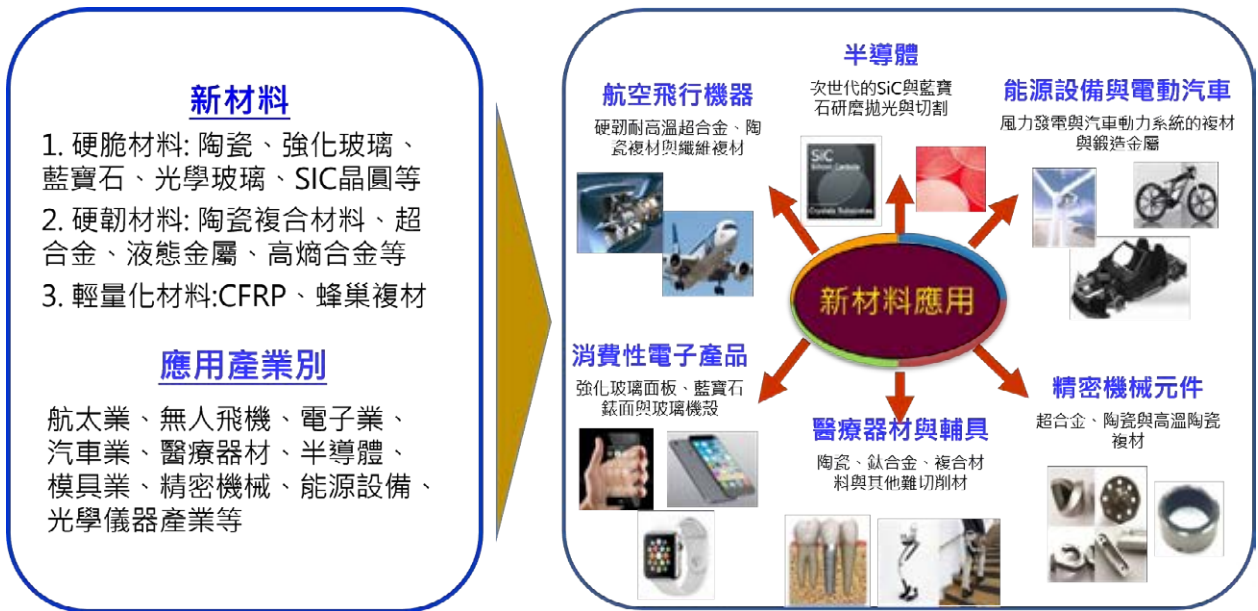 新材料
1. 硬脆材料: 陶瓷、強化玻璃、
藍寶石、光學玻璃、SIC晶圓等
2. 硬韌材料: 陶瓷複合材料、超
合金、液態金屬、高熵合金等
3. 輕量化材料:CFRP、蜂巢複材
應用產業別
航太業、無人飛機、電子業、
汽車業、醫療器材、半導體、
模具業、精密機械、能源設備、
光學儀器產業等
半導體
次世代的SiC與藍寶
石研磨拋光與切割
航空飛行機器
硬韌耐高溫超合金、陶
瓷複材與纖維複材
能源設備與電動汽車
風力發電與汽車動力系統的複材
與鍛造金屬
SiC
Silicon Carbide
Crystals Substrates
新材料應用
消費性電子產品
強化玻璃面板、藍寶石
錶面與玻璃機殼
醫療器材與輔具
陶瓷、鈦合金、複合材
料與其他難切削材
精密機械元件
超合金、陶瓷與高溫陶瓷
複材